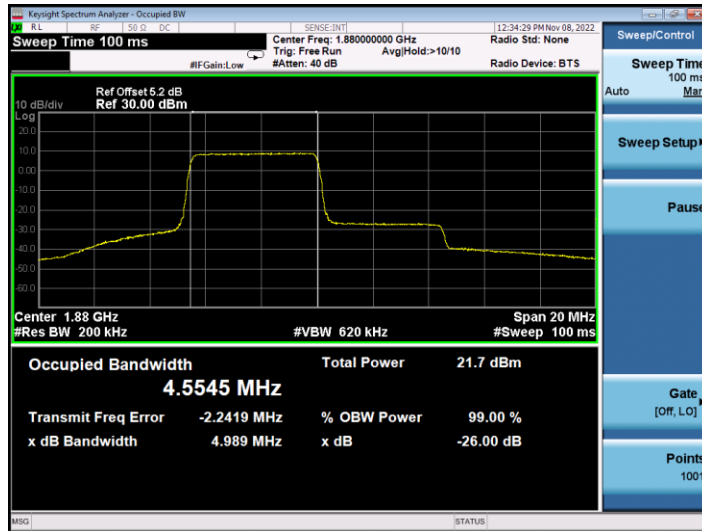 Keysight Spectrum Analyzer - Occupied BW
RL RF 50 Ω DC SENSE:INT 12:34:29 PM Nov 08, 2022
Sweep Time 100 ms
Center Freq: 1.880000000 GHz
Radio Std: None
Trig: Free Run Avg|Hold:>10/10
#IFGain:Low
#Atten: 40 dB
Radio Device: BTS
Ref Offset 5.2 dB
10 dB/div Ref 30.00 dBm
Log
20.0
10.0
0.00
-10.0
-20.0
-30.0
-40.0
-50.0
-60.0
Center 1.88 GHz
Span 20 MHz
#Res BW 200 kHz
#VBW 620 kHz
#Sweep 100 ms
Occupied Bandwidth
4.5545 MHz
Total Power 21.7 dBm
Transmit Freq Error -2.2419 MHz
% OBW Power 99.00 %
x dB Bandwidth 4.989 MHz
x dB -26.00 dB
MSG
STATUS
Sweep/Control
Sweep Time
100 ms
Auto Man
Sweep Setup
Pause
Gate
[Off, LO]
Points
1001